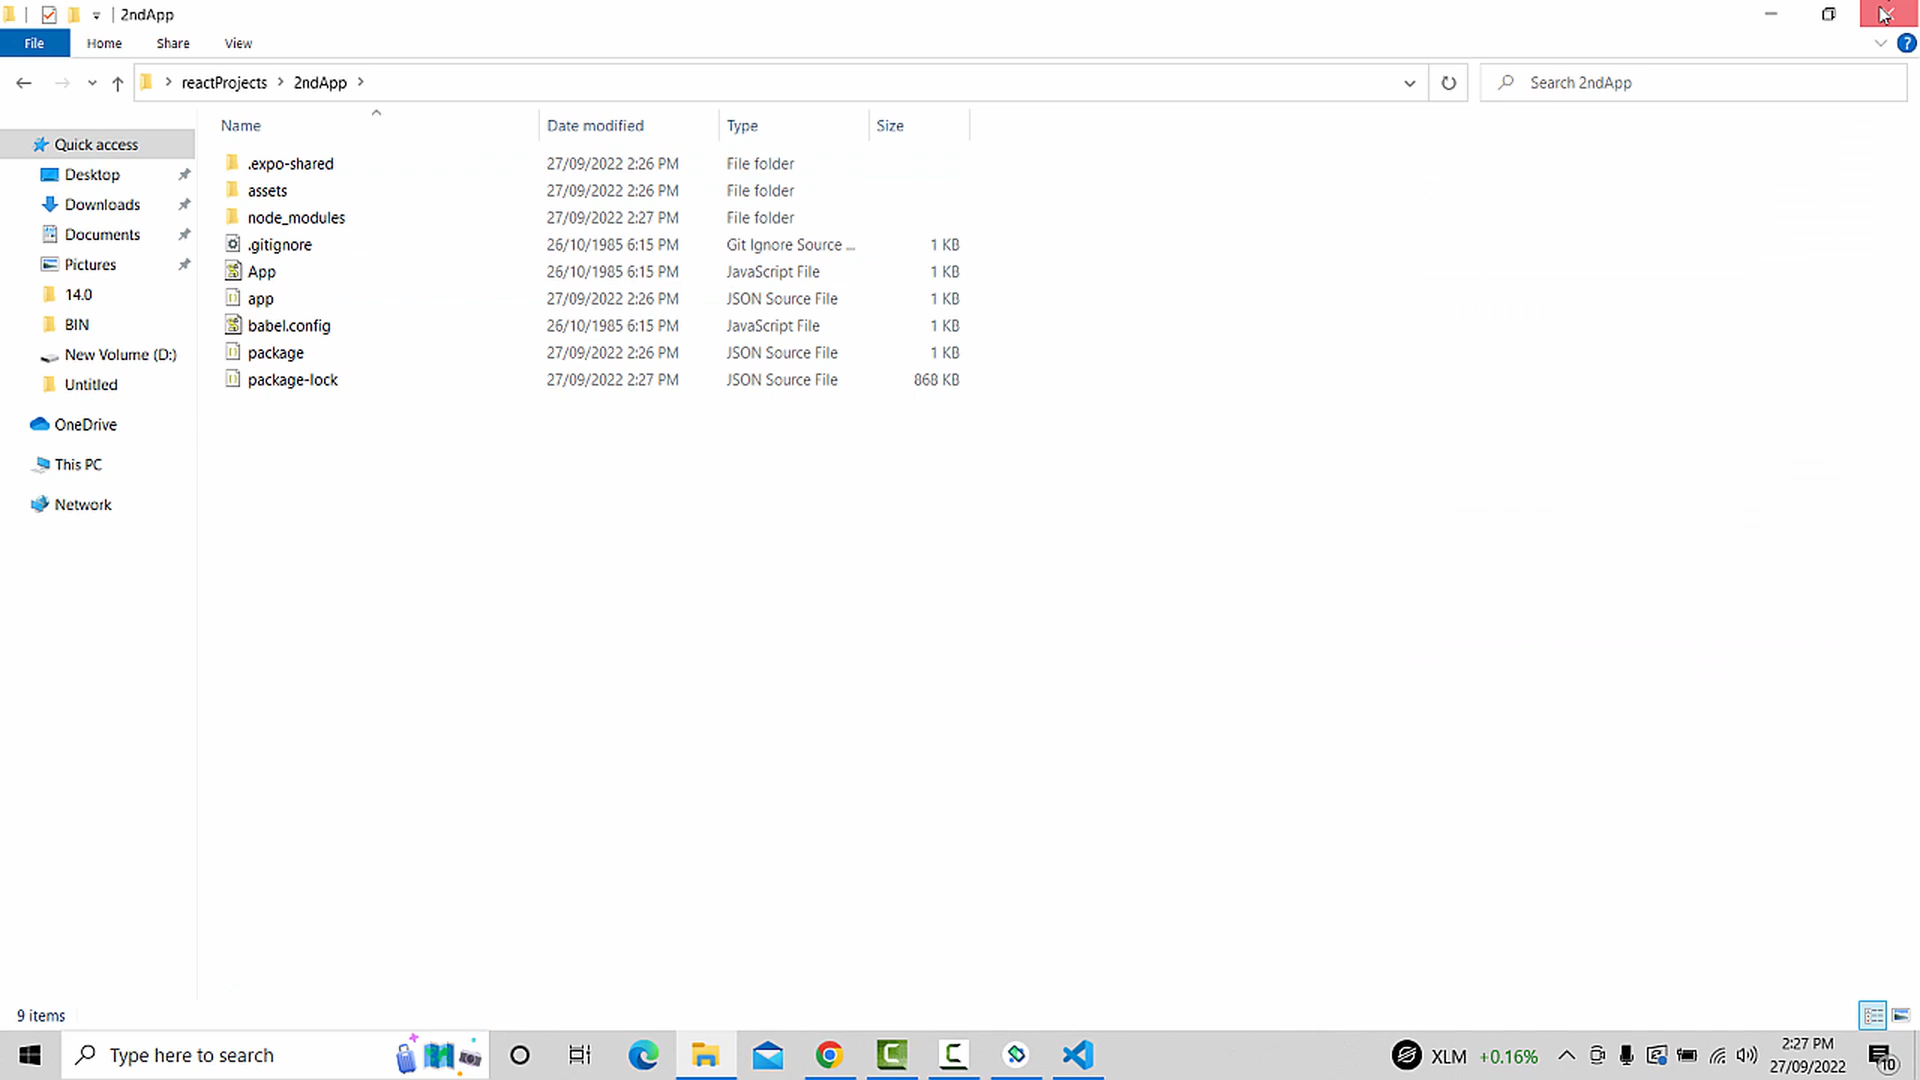 2ndApp
File Home Share View
reactProjects 2ndApp Search 2ndApp
Name Date modified Type Size
Quick access
Desktop
Downloads
Documents
Pictures
14.0
BIN
New Volume (D:)
Untitled
OneDrive
This PC
Network
.expo-shared 27/09/2022 2:26 PM File folder
assets 27/09/2022 2:26 PM File folder
node_modules 27/09/2022 2:27 PM File folder
.gitignore 26/10/1985 6:15 PM Git Ignore Source ... 1 KB
App 26/10/1985 6:15 PM JavaScript File 1 KB
app 27/09/2022 2:26 PM JSON Source File 1 KB
babel.config 26/10/1985 6:15 PM JavaScript File 1 KB
package 27/09/2022 2:26 PM JSON Source File 1 KB
package-lock 27/09/2022 2:27 PM JSON Source File 868 KB
9 items
Type here to search
XLM +0.16%
2:27 PM
27/09/2022
10